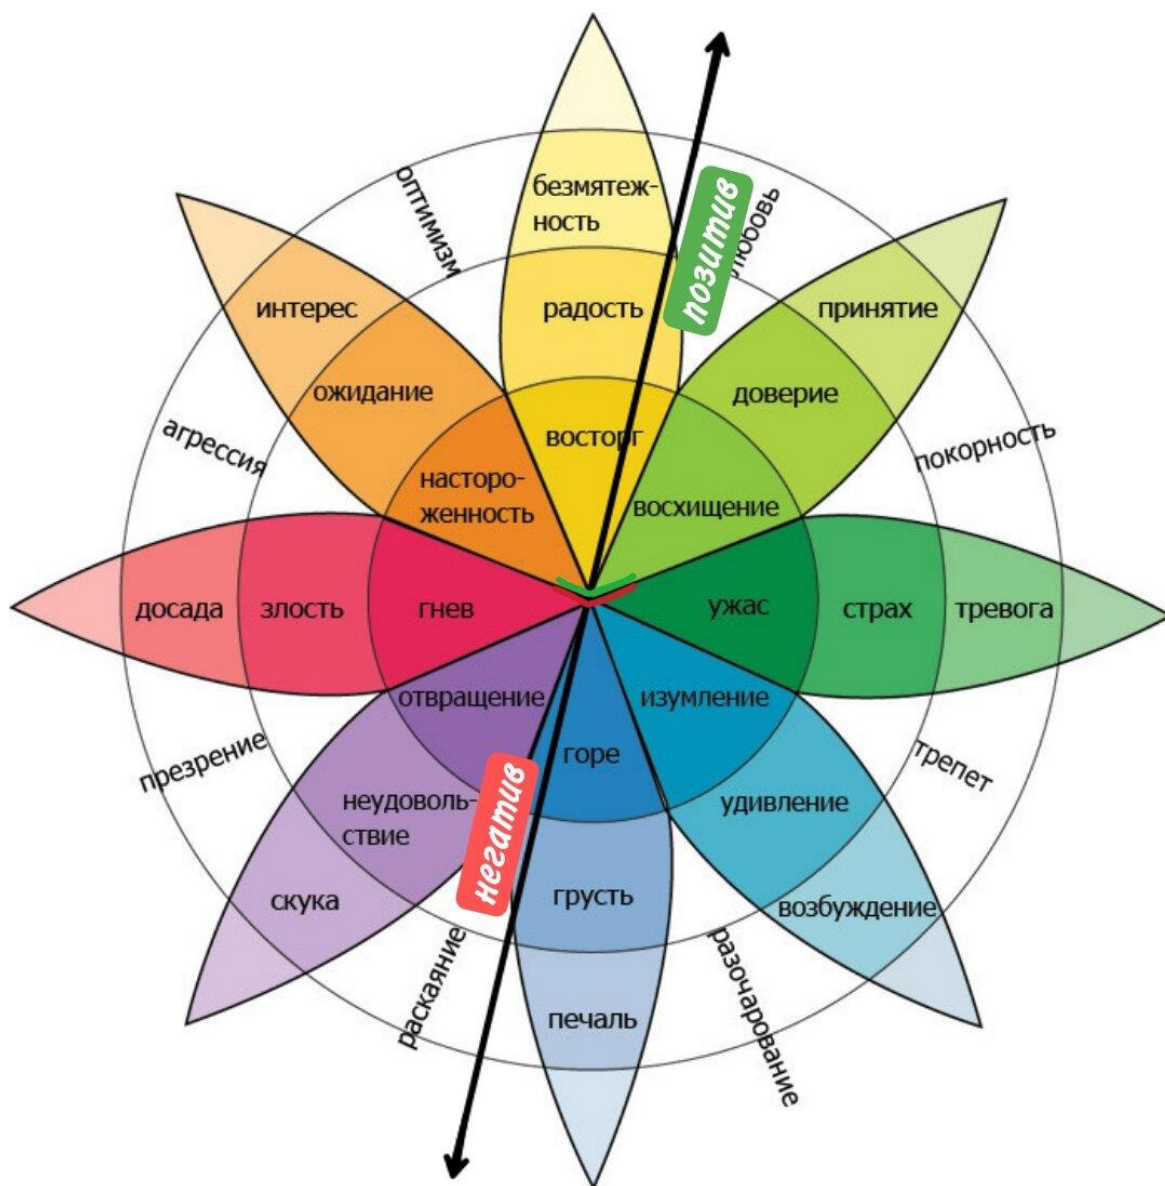 безмятеж-
ность
позитив
любовь
оптимизм
интерес
радость
принятие
ожидание
доверие
восторг
агрессия
покорность
насторо-
женность
восхищение
досада
злость
гнев
ужас
страх
тревога
отвращение
изумление
презрение
горе
трепет
негатив
неудоволь-
ствие
удивление
скука
грусть
возбуждение
раскаяние
разочарование
печаль